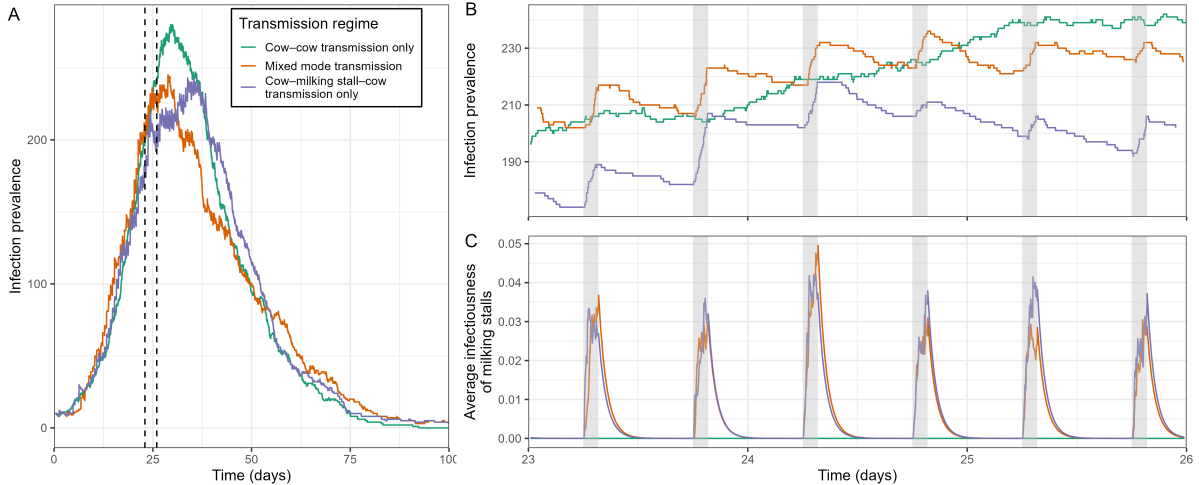 A
Transmission regime
Cow–cow transmission only
Mixed mode transmission
Cow–milking stall–cow
transmission only
Infection prevalence
200
100
0
0
25
50
75
100
Time (days)
B
Infection prevalence
230
210
190
C
Average infectiousness
of milking stalls
0.05
0.04
0.03
0.02
0.01
0.00
23
24
25
26
Time (days)